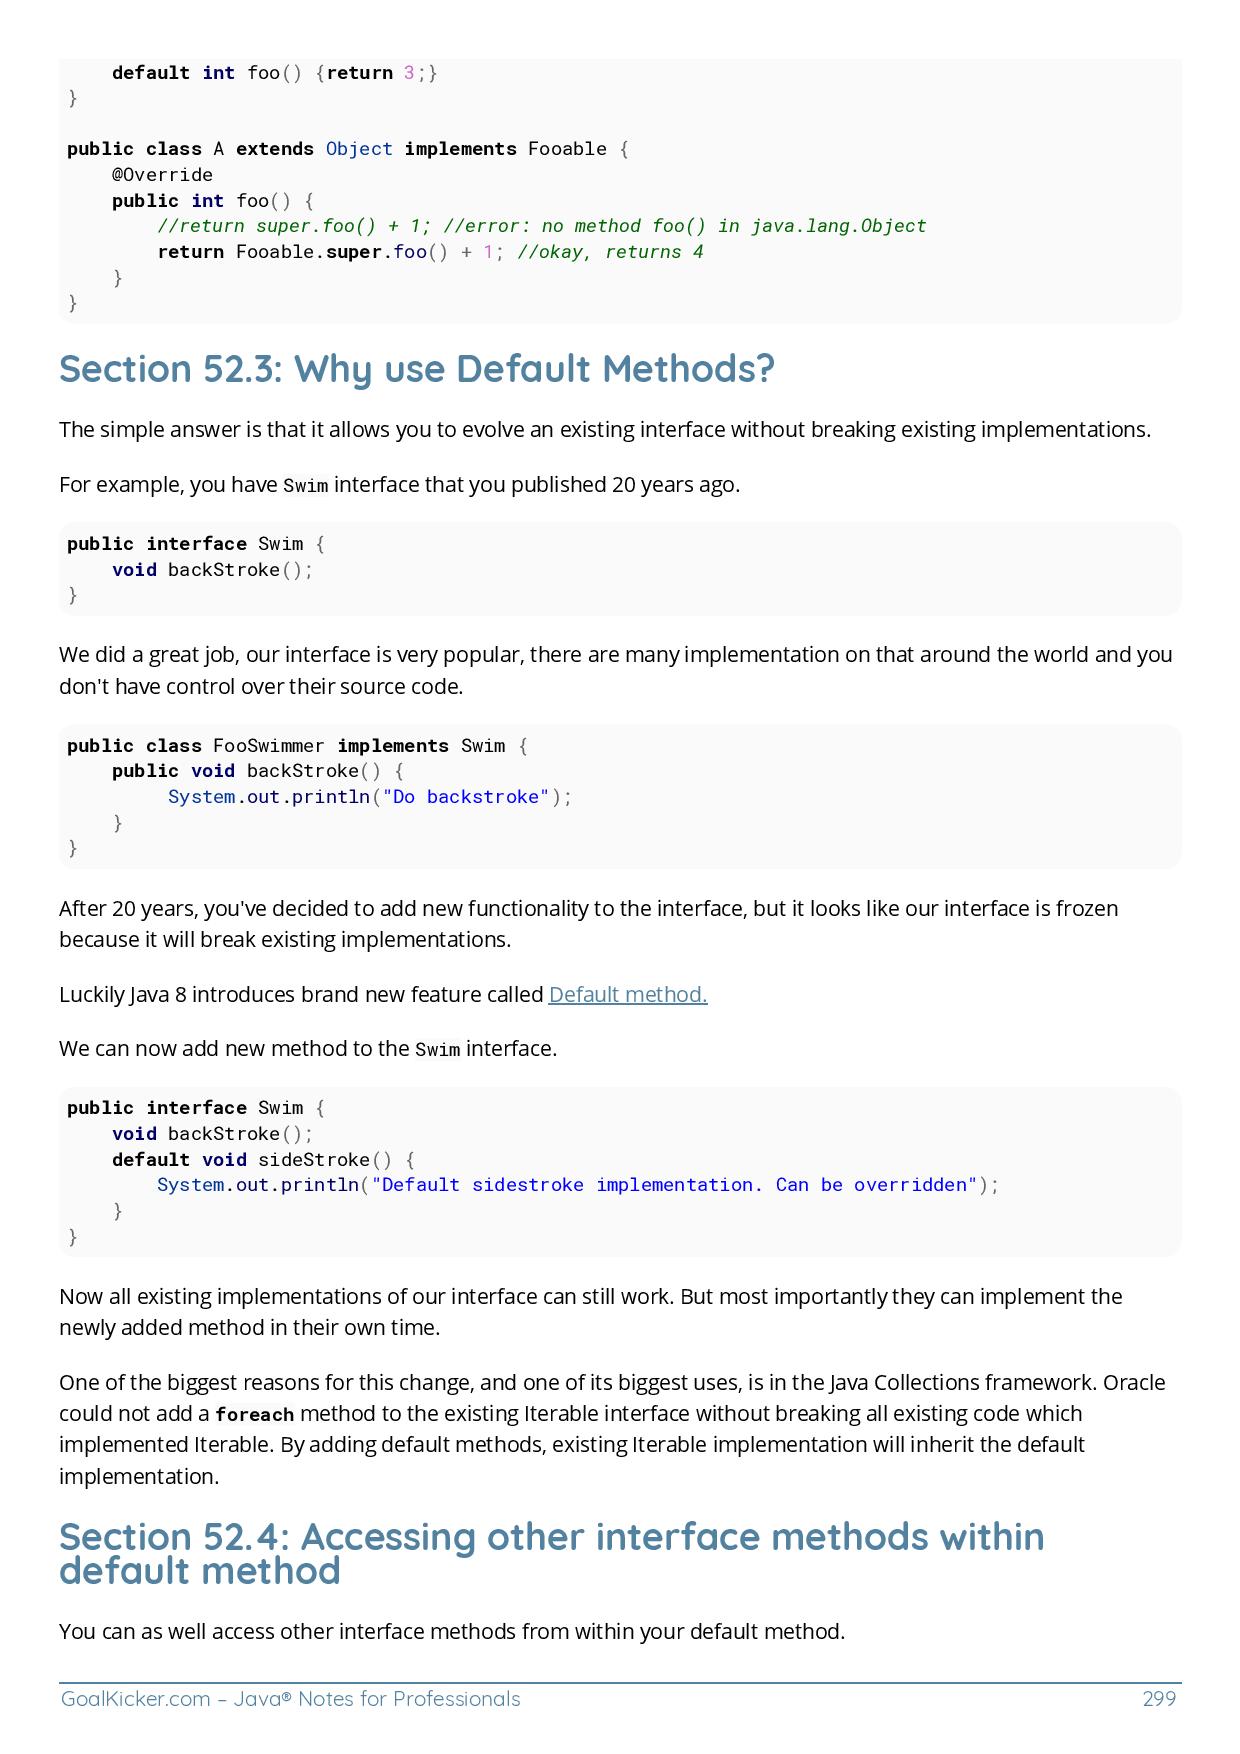 default int foo() {return 3;}
}

public class A extends Object implements Fooable {
    @Override
    public int foo() {
        //return super.foo() + 1; //error: no method foo() in java.lang.Object
        return Fooable.super.foo() + 1; //okay, returns 4
    }
}
Section 52.3: Why use Default Methods?
The simple answer is that it allows you to evolve an existing interface without breaking existing implementations.
For example, you have Swim interface that you published 20 years ago.
public interface Swim {
    void backStroke();
}
We did a great job, our interface is very popular, there are many implementation on that around the world and you
don't have control over their source code.
public class FooSwimmer implements Swim {
    public void backStroke() {
         System.out.println("Do backstroke");
    }
}
After 20 years, you've decided to add new functionality to the interface, but it looks like our interface is frozen
because it will break existing implementations.
Luckily Java 8 introduces brand new feature called Default method.
We can now add new method to the Swim interface.
public interface Swim {
    void backStroke();
    default void sideStroke() {
        System.out.println("Default sidestroke implementation. Can be overridden");
    }
}
Now all existing implementations of our interface can still work. But most importantly they can implement the
newly added method in their own time.
One of the biggest reasons for this change, and one of its biggest uses, is in the Java Collections framework. Oracle
could not add a foreach method to the existing Iterable interface without breaking all existing code which
implemented Iterable. By adding default methods, existing Iterable implementation will inherit the default
implementation.
Section 52.4: Accessing other interface methods within
default method
You can as well access other interface methods from within your default method.
GoalKicker.com – Java® Notes for Professionals 299